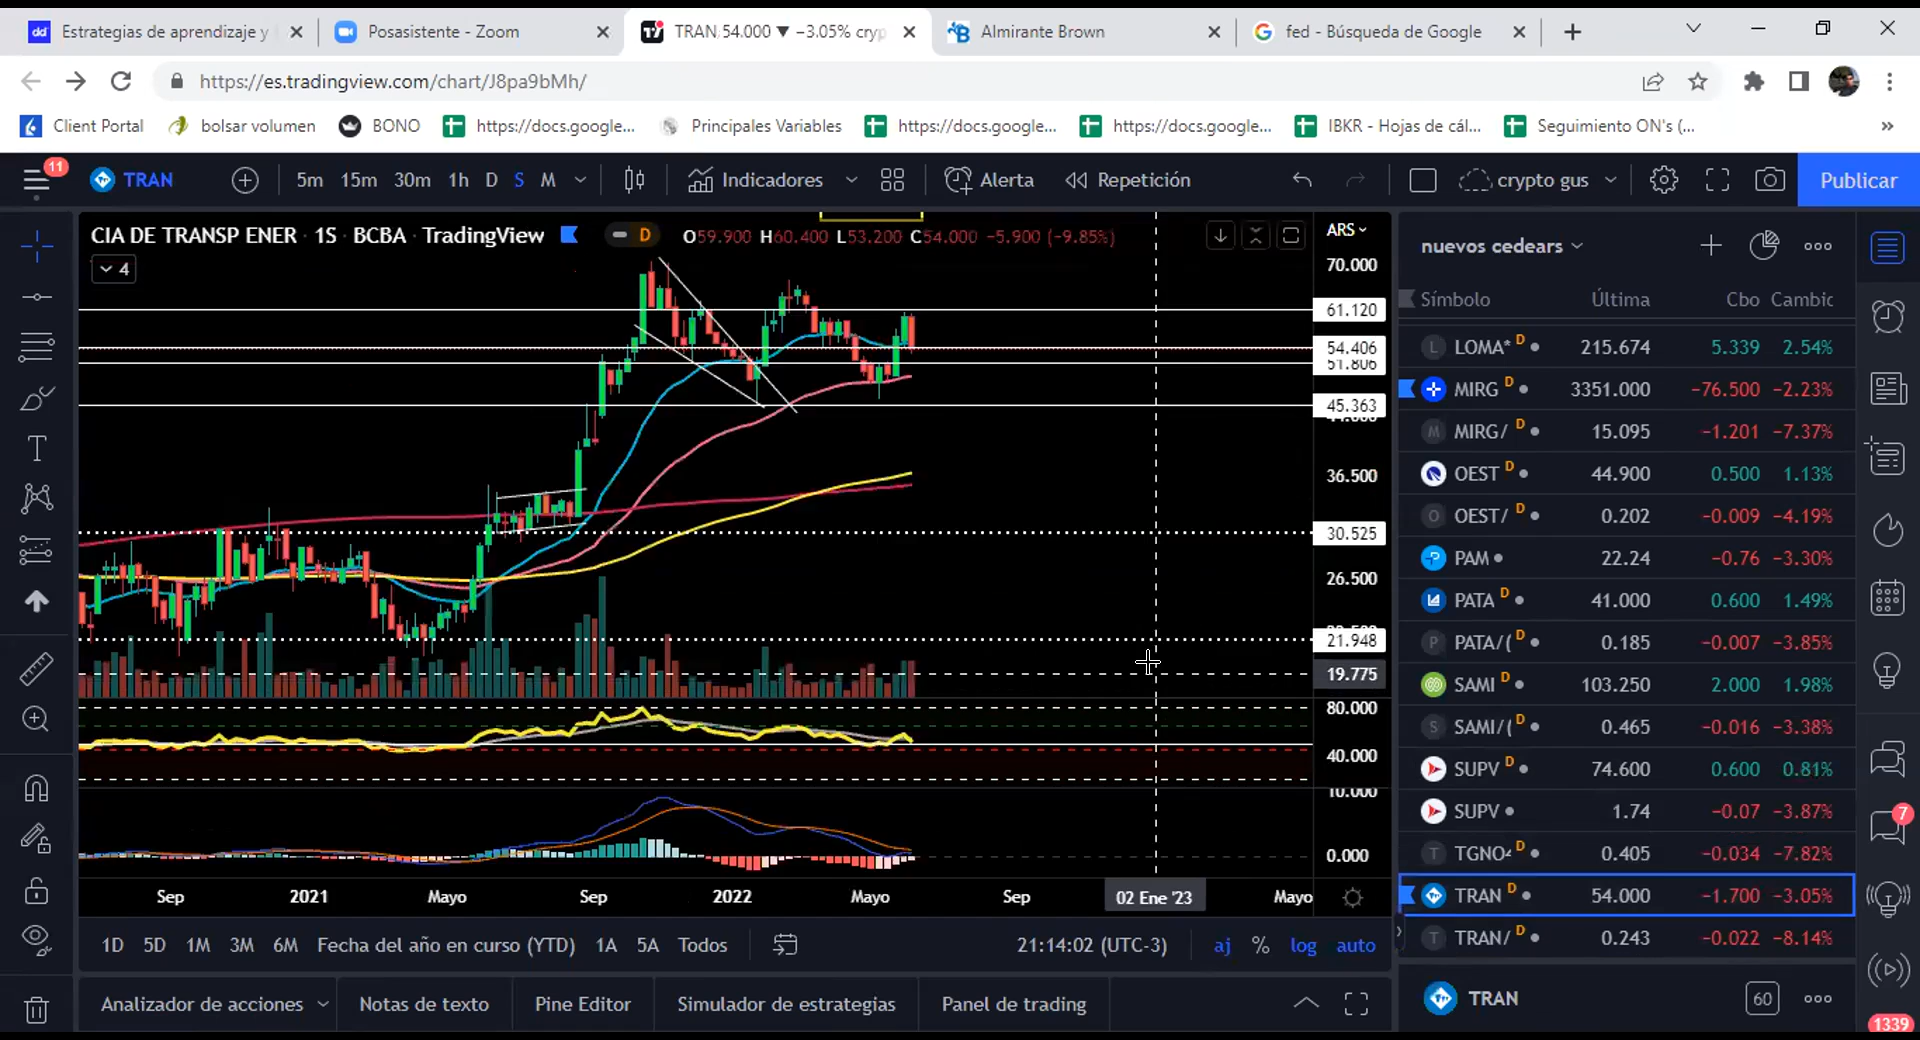 Estrategias de aprendizaje y
Posasistente - Zoom
TRAN 54.000 ▼ −3.05% cryp
Almirante Brown
fed - Búsqueda de Google
https://es.tradingview.com/chart/J8pa9bMh/
Client Portal
bolsar volumen
BONO
https://docs.google...
Principales Variables
https://docs.google...
https://docs.google...
IBKR - Hojas de cál...
Seguimiento ON's (...
»
11
TRAN
5m 15m 30m 1h D S M
Indicadores
Alerta
Repetición
crypto gus
Publicar
CIA DE TRANSP ENER · 1S · BCBA · TradingView
D
O59.900 H60.400 L53.200 C54.000 −5.900 (−9.85%)
4
ARS
70.000
61.120
54.406
51.806
45.363
36.500
30.525
26.500
21.948
19.775
80.000
40.000
10.000
0.000
Sep 2021 Mayo Sep 2022 Mayo Sep 02 Ene '23 Mayo
1D 5D 1M 3M 6M Fecha del año en curso (YTD) 1A 5A Todos
21:14:02 (UTC-3) aj % log auto
Analizador de acciones
Notas de texto
Pine Editor
Simulador de estrategias
Panel de trading
nuevos cedears
Símbolo Última Cbo Cambic
L LOMA* D 215.674 5.339 2.54%
MIRG D 3351.000 −76.500 −2.23%
M MIRG/ D 15.095 −1.201 −7.37%
OEST D 44.900 0.500 1.13%
O OEST/ D 0.202 −0.009 −4.19%
PAM 22.24 −0.76 −3.30%
PATA D 41.000 0.600 1.49%
P PATA/( D 0.185 −0.007 −3.85%
SAMI D 103.250 2.000 1.98%
S SAMI/( D 0.465 −0.016 −3.38%
SUPV D 74.600 0.600 0.81%
SUPV 1.74 −0.07 −3.87%
T TGNO D 0.405 −0.034 −7.82%
TRAN D 54.000 −1.700 −3.05%
T TRAN/ D 0.243 −0.022 −8.14%
TRAN
60
7
1339